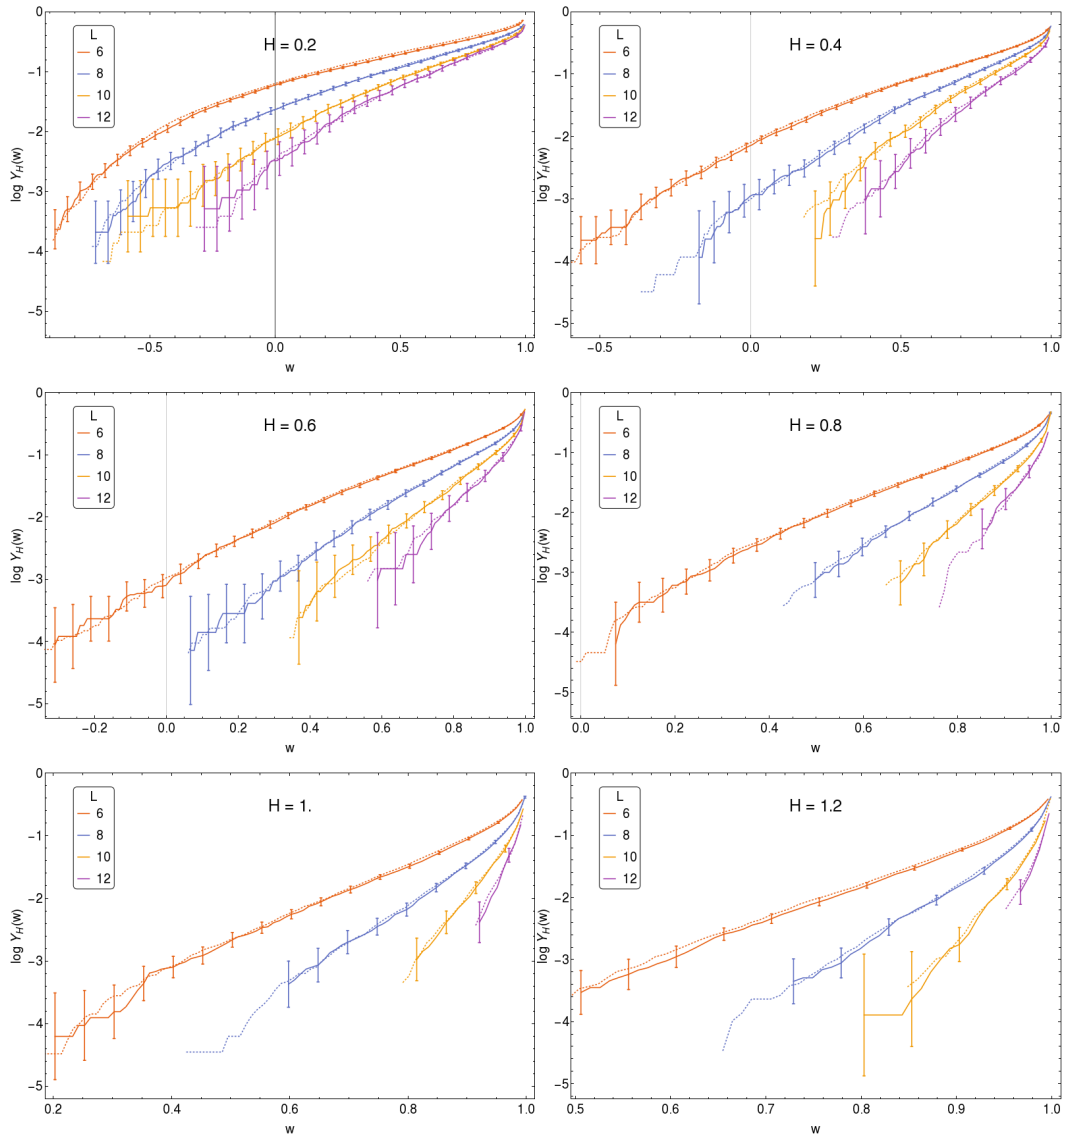 H = 0.2
L
6
8
10
12
log Y_H(w)
0
−1
−2
−3
−4
−5
−0.5 0.0 0.5 1.0
w
H = 0.4
L
6
8
10
12
log Y_H(w)
0
−1
−2
−3
−4
−5
−0.5 0.0 0.5 1.0
w
H = 0.6
L
6
8
10
12
log Y_H(w)
0
−1
−2
−3
−4
−5
−0.2 0.0 0.2 0.4 0.6 0.8 1.0
w
H = 0.8
L
6
8
10
12
log Y_H(w)
0
−1
−2
−3
−4
−5
0.0 0.2 0.4 0.6 0.8 1.0
w
H = 1.
L
6
8
10
12
log Y_H(w)
0
−1
−2
−3
−4
−5
0.2 0.4 0.6 0.8 1.0
w
H = 1.2
L
6
8
10
12
log Y_H(w)
0
−1
−2
−3
−4
−5
0.5 0.6 0.7 0.8 0.9 1.0
w